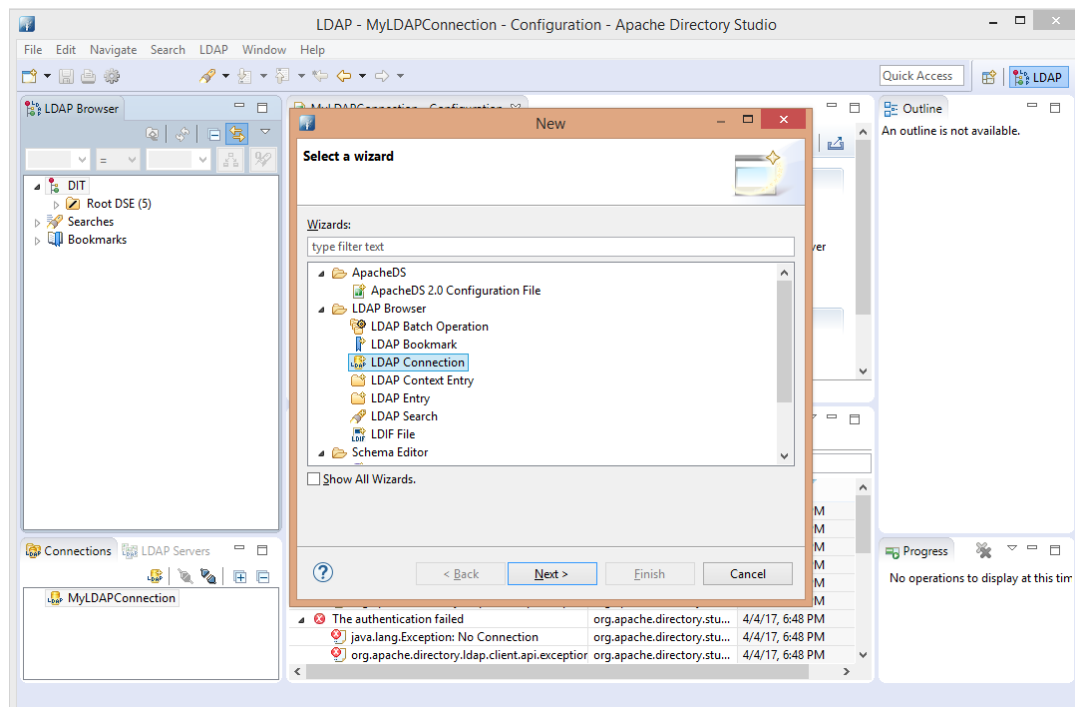 LDAP - MyLDAPConnection - Configuration - Apache Directory Studio
File Edit Navigate Search LDAP Window Help
Quick Access
LDAP
LDAP Browser
=
DIT
Root DSE (5)
Searches
Bookmarks
MyLDAPConnection - Configuration
New
Select a wizard
Wizards:
type filter text
ApacheDS
ApacheDS 2.0 Configuration File
LDAP Browser
LDAP Batch Operation
LDAP Bookmark
LDAP Connection
LDAP Context Entry
LDAP Entry
LDAP Search
LDIF File
Schema Editor
Show All Wizards.
< Back
Next >
Finish
Cancel
ver
M
M
M
M
M
M
The authentication failed org.apache.directory.stu... 4/4/17, 6:48 PM
java.lang.Exception: No Connection org.apache.directory.stu... 4/4/17, 6:48 PM
org.apache.directory.ldap.client.api.exception org.apache.directory.stu... 4/4/17, 6:48 PM
Outline
An outline is not available.
Connections
LDAP Servers
MyLDAPConnection
Progress
No operations to display at this tim